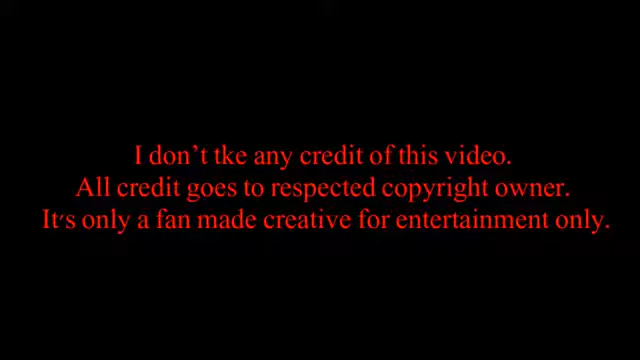 I don’t tke any credit of this video.
All credit goes to respected copyright owner.
It's only a fan made creative for entertainment only.